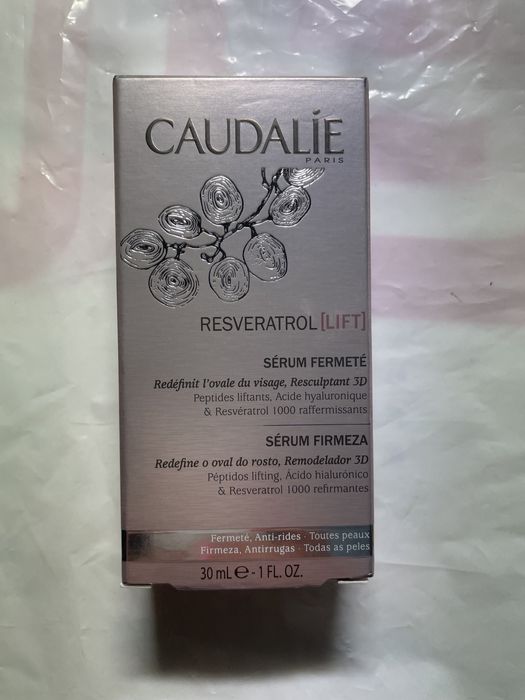 CAUDALÍE
PARIS
RESVERATROL [LIFT]
SÉRUM FERMETÉ
Redéfinit l'ovale du visage, Resculptant 3D
Peptides liftants, Acide hyaluronique
& Resvératrol 1000 raffermissants
SÉRUM FIRMEZA
Redefine o oval do rosto, Remodelador 3D
Péptidos lifting, Ácido hialurónico
& Resveratrol 1000 refirmantes
Fermeté, Anti-rides · Toutes peaux
Firmeza, Antirrugas · Todas as peles
30 mL ℮ - 1 FL. OZ.